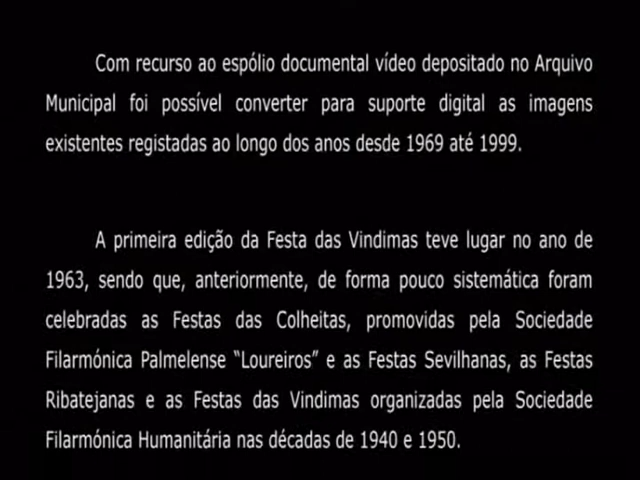 Com recurso ao espólio documental vídeo depositado no Arquivo
Municipal foi possível converter para suporte digital as imagens
existentes registadas ao longo dos anos desde 1969 até 1999.
A primeira edição da Festa das Vindimas teve lugar no ano de
1963, sendo que, anteriormente, de forma pouco sistemática foram
celebradas as Festas das Colheitas, promovidas pela Sociedade
Filarmónica Palmelense “Loureiros” e as Festas Sevilhanas, as Festas
Ribatejanas e as Festas das Vindimas organizadas pela Sociedade
Filarmónica Humanitária nas décadas de 1940 e 1950.